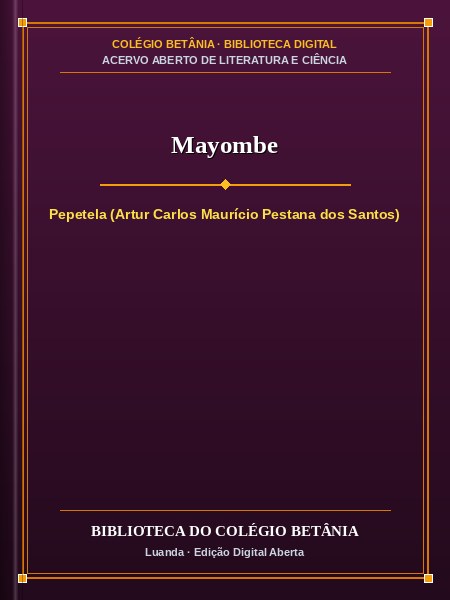 COLÉGIO BETÂNIA · BIBLIOTECA DIGITAL
ACERVO ABERTO DE LITERATURA E CIÊNCIA
Mayombe
Pepetela (Artur Carlos Maurício Pestana dos Santos)
BIBLIOTECA DO COLÉGIO BETÂNIA
Luanda · Edição Digital Aberta